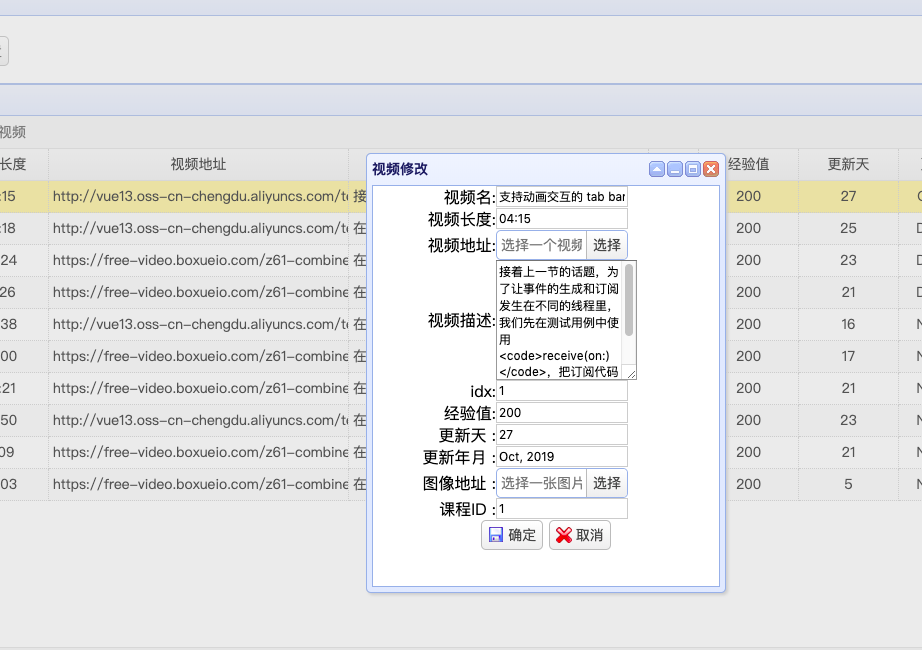 视频
长度 视频地址 经验值 更新天
:15 http://vue13.oss-cn-chengdu.aliyuncs.com/te 接 200 27
:18 http://vue13.oss-cn-chengdu.aliyuncs.com/te 在 200 25
24 https://free-video.boxueio.com/z61-combine 在 200 23
26 https://free-video.boxueio.com/z61-combine 在 200 21
38 http://vue13.oss-cn-chengdu.aliyuncs.com/te 在 200 16
00 https://free-video.boxueio.com/z61-combine 在 200 17
:21 https://free-video.boxueio.com/z61-combine 在 200 21
50 http://vue13.oss-cn-chengdu.aliyuncs.com/te 在 200 23
09 https://free-video.boxueio.com/z61-combine 在 200 21
03 https://free-video.boxueio.com/z61-combine 在 200 5
视频修改
视频名: 支持动画交互的 tab bar
视频长度: 04:15
视频地址: 选择一个视频 选择
视频描述:
接着上一节的话题，为
了让事件的生成和订阅
发生在不同的线程里，
我们先在测试用例中使
用
<code>receive(on:)
</code>，把订阅代码
idx: 1
经验值: 200
更新天 : 27
更新年月 : Oct, 2019
图像地址 : 选择一张图片 选择
课程ID : 1
确定 取消